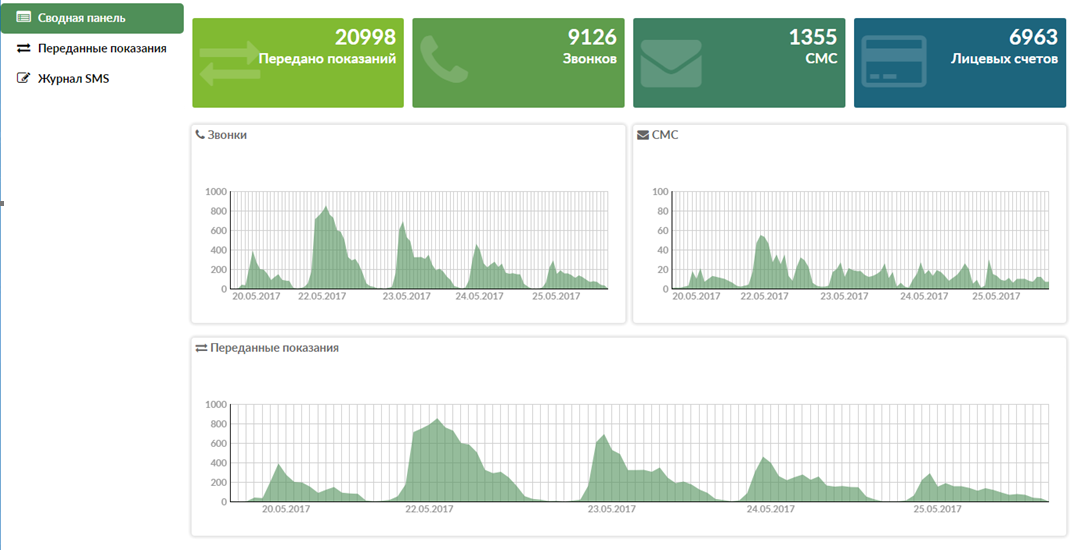 Сводная панель
Переданные показания
Журнал SMS
20998
Передано показаний
9126
Звонков
1355
СМС
6963
Лицевых счетов
Звонки
1000
800
600
400
200
0
20.05.2017 22.05.2017 23.05.2017 24.05.2017 25.05.2017
СМС
100
80
60
40
20
0
20.05.2017 22.05.2017 23.05.2017 24.05.2017 25.05.2017
Переданные показания
1000
800
600
400
200
0
20.05.2017 22.05.2017 23.05.2017 24.05.2017 25.05.2017